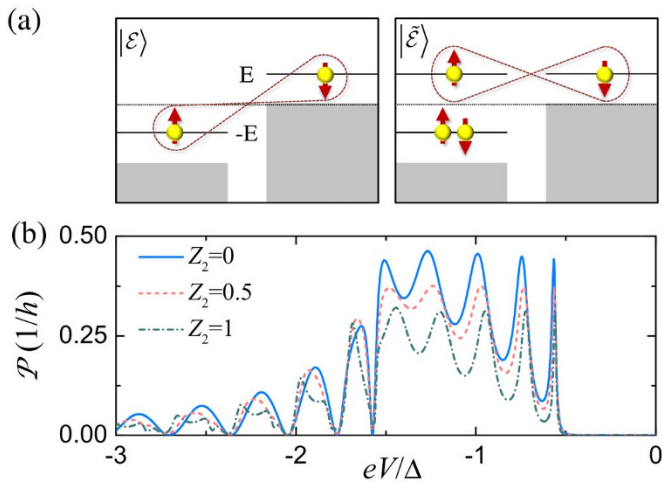 (a)
|ℰ⟩
E
-E
|ℰ̃⟩
(b)
0.50
0.25
0.00
𝒫 (1/h)
Z₂=0
Z₂=0.5
Z₂=1
-3
-2
-1
0
eV/Δ